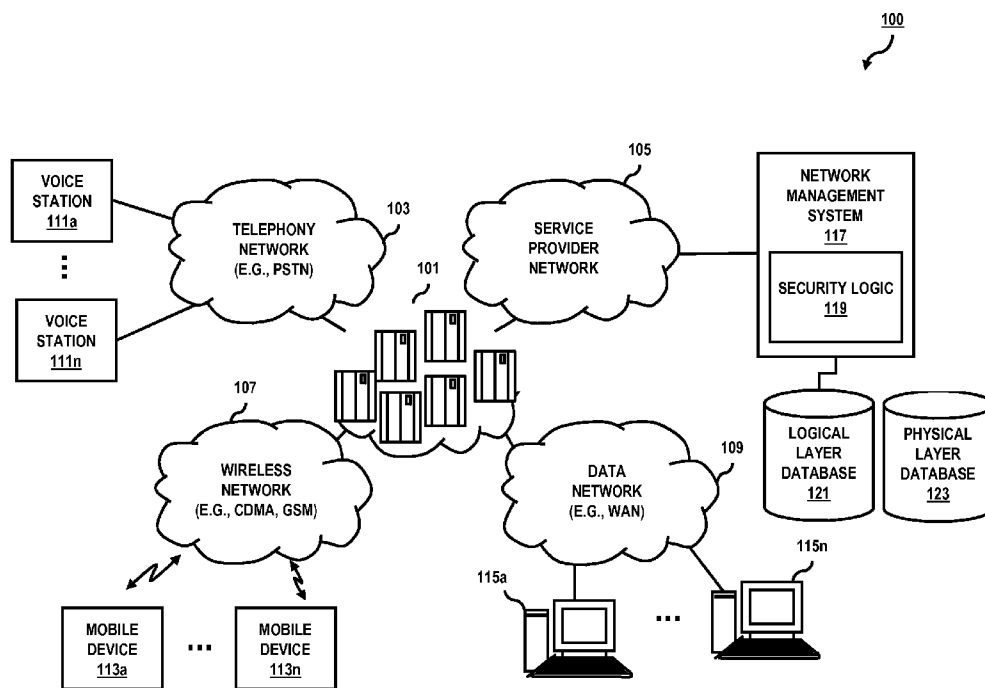 100
105
VOICE
STATION
111a
TELEPHONY
NETWORK
(E.G., PSTN)
103
SERVICE
PROVIDER
NETWORK
NETWORK
MANAGEMENT
SYSTEM
117
SECURITY LOGIC
119
...
VOICE
STATION
111n
101
107
WIRELESS
NETWORK
(E.G., CDMA, GSM)
DATA
NETWORK
(E.G., WAN)
109
LOGICAL
LAYER
DATABASE
121
PHYSICAL
LAYER
DATABASE
123
115a
...
115n
MOBILE
DEVICE
113a
...
MOBILE
DEVICE
113n